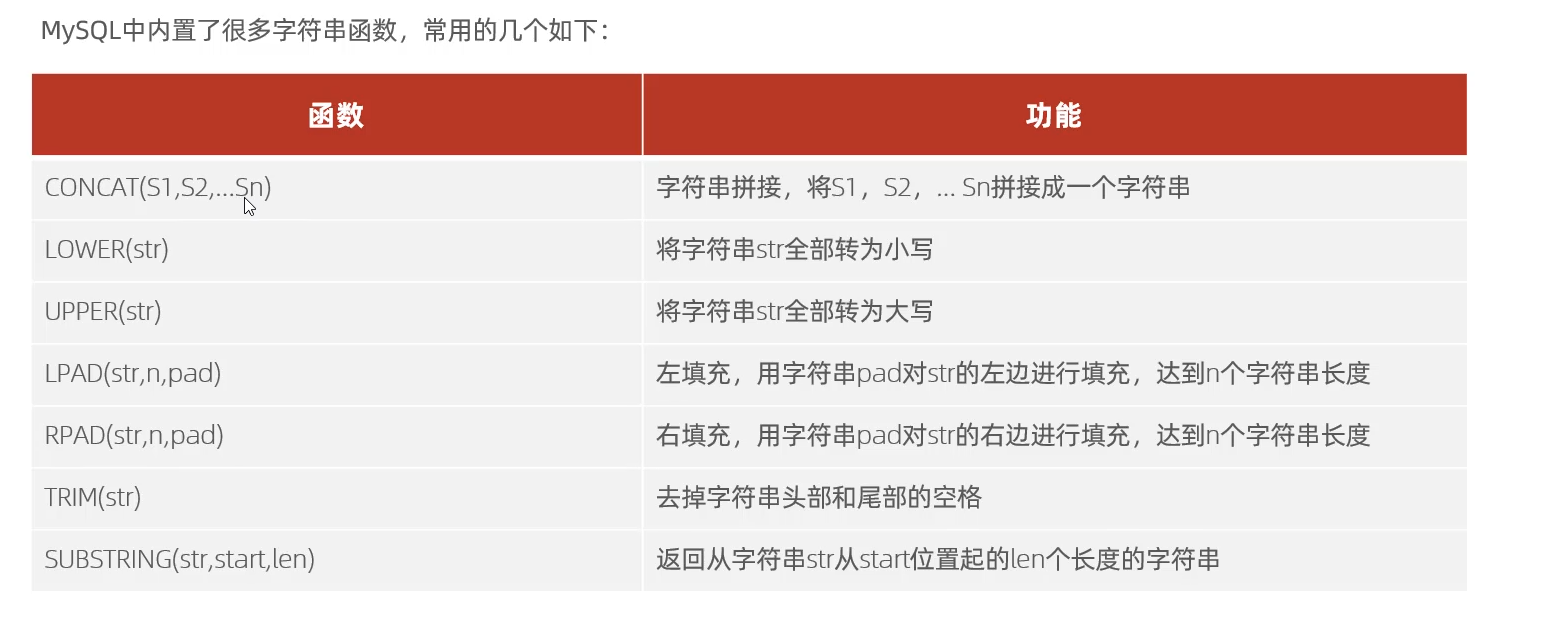 MySQL中内置了很多字符串函数，常用的几个如下：
函数 功能
CONCAT(S1,S2,...Sn) 字符串拼接，将S1，S2，... Sn拼接成一个字符串
LOWER(str) 将字符串str全部转为小写
UPPER(str) 将字符串str全部转为大写
LPAD(str,n,pad) 左填充，用字符串pad对str的左边进行填充，达到n个字符串长度
RPAD(str,n,pad) 右填充，用字符串pad对str的右边进行填充，达到n个字符串长度
TRIM(str) 去掉字符串头部和尾部的空格
SUBSTRING(str,start,len) 返回从字符串str从start位置起的len个长度的字符串